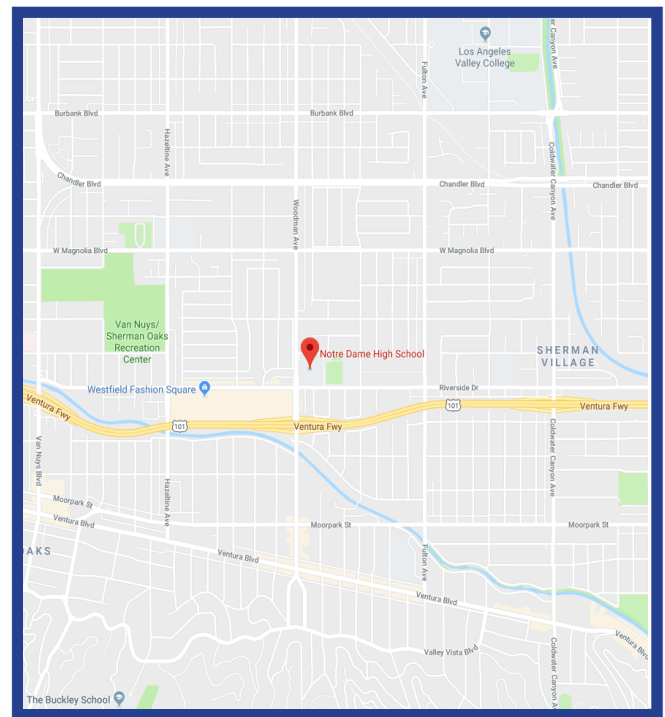 Los Angeles
Valley College
er Canyon Ave
Fulton Ave
Burbank Blvd
Burbank Blvd
Hazeltine Ave
Coldwater Canyon Ave
Chandler Blvd
Chandler Blvd
Chandler Blvd
Woodman Ave
W Magnolia Blvd
W Magnolia Blvd
Van Nuys/
Sherman Oaks
Recreation
Center
Notre Dame High School
SHERMAN
VILLAGE
Westfield Fashion Square
Riverside Dr
Ventura Fwy
101
Ventura Fwy
101
Ventura Fwy
Van Nuys Blvd
Coldwater Canyon Ave
Hazeltine Ave
Moorpark St
Ventura Blvd
Moorpark St
Moorpark St
OAKS
Ventura Blvd
Fulton Ave
Ventura Blvd
Valley Vista Blvd
Coldwater Canyon Ave
Ventura Blvd
The Buckley School